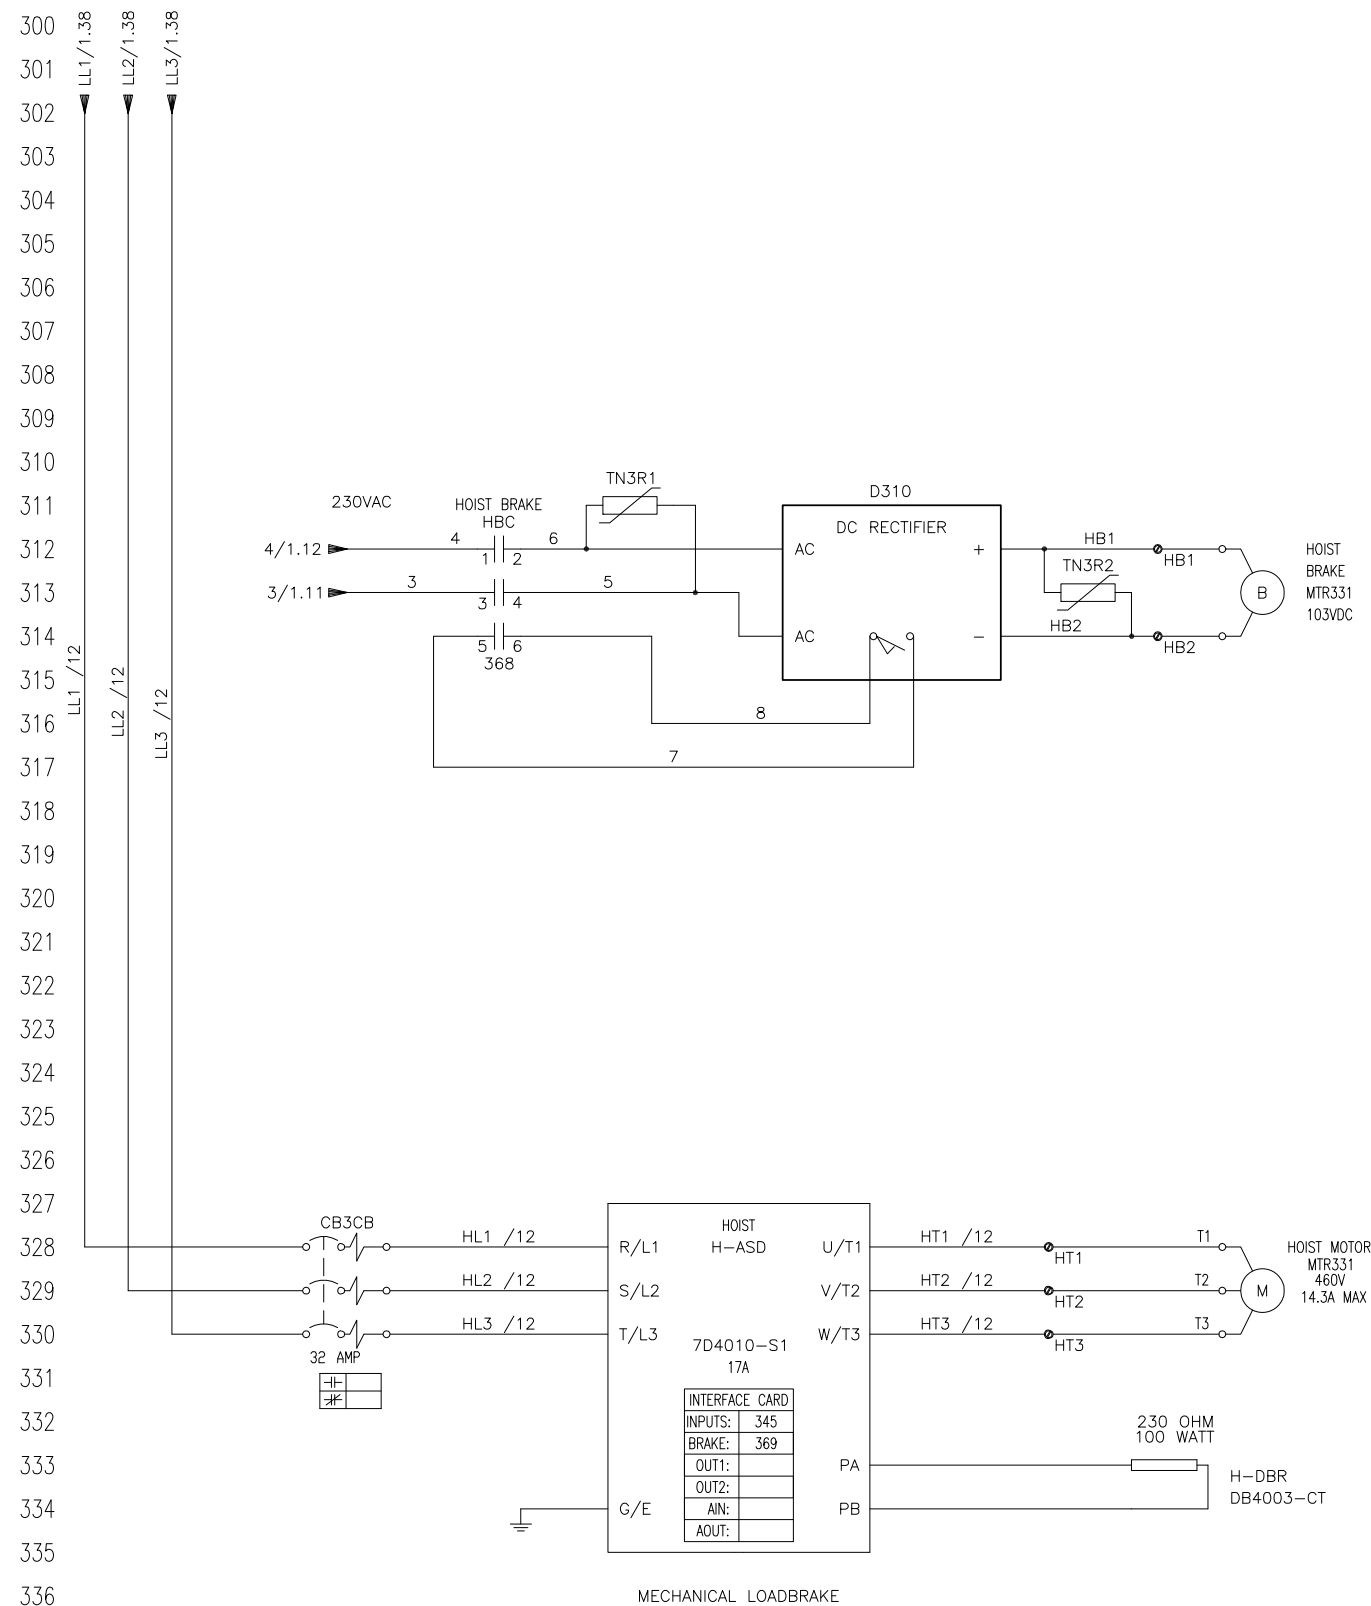 300
LL1/1.38
LL2/1.38
LL3/1.38
301
302
303
304
305
306
307
308
309
310
TN3R1
311
230VAC
HOIST BRAKE
HBC
D310
DC RECTIFIER
312
4/1.12
4
1
2
6
AC
+
HB1
HB1
HOIST
BRAKE
MTR331
103VDC
313
3/1.11
3
3
4
5
TN3R2
B
314
5
6
368
AC
−
HB2
HB2
315
LL1 /12
LL2 /12
LL3 /12
316
8
317
7
318
319
320
321
322
323
324
325
326
327
CB3CB
HOIST
H-ASD
328
HL1 /12
R/L1
U/T1
HT1 /12
HT1
T1
HOIST MOTOR
MTR331
460V
14.3A MAX
329
HL2 /12
S/L2
V/T2
HT2 /12
HT2
T2
M
330
HL3 /12
T/L3
W/T3
HT3 /12
HT3
T3
32 AMP
7D4010-S1
17A
331
INTERFACE CARD
332
INPUTS: 345
230 OHM
100 WATT
BRAKE: 369
333
OUT1:
PA
H-DBR
DB4003-CT
OUT2:
334
G/E
AIN:
PB
AOUT:
335
336
MECHANICAL LOADBRAKE